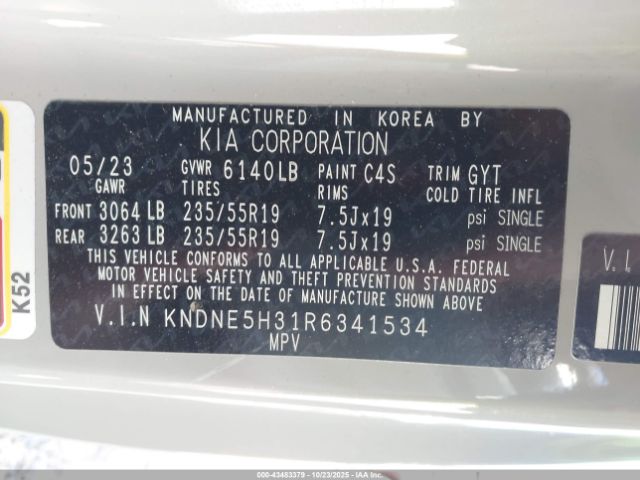 MANUFACTURED IN KOREA BY
KIA CORPORATION
05/23 GVWR 6140LB PAINT C4S TRIM GYT
GAWR TIRES RIMS COLD TIRE INFL
FRONT 3064 LB 235/55R19 7.5Jx19 psi SINGLE
REAR 3263 LB 235/55R19 7.5Jx19 psi SINGLE
THIS VEHICLE CONFORMS TO ALL APPLICABLE U.S.A. FEDERAL
MOTOR VEHICLE SAFETY AND THEFT PREVENTION STANDARDS
IN EFFECT ON THE DATE OF MANUFACTURE SHOWN ABOVE.
V.I.N KNDNE5H31R6341534
MPV
K52
V.I.
000-43483379 - 10/23/2025 - IAAI.com